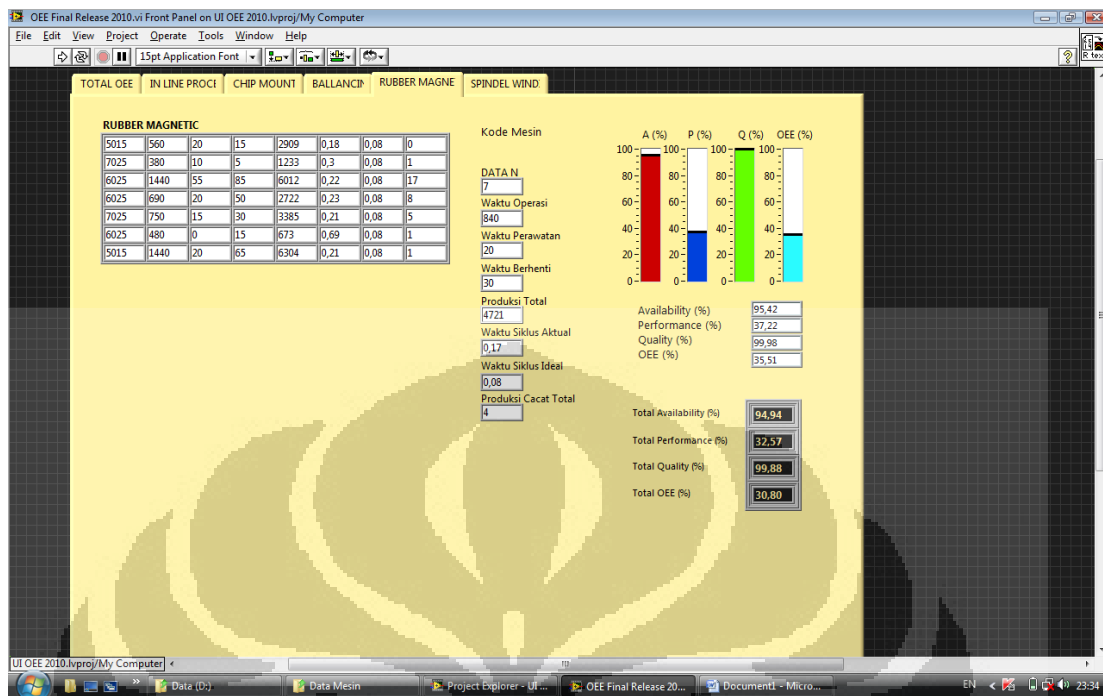 OEE Final Release 2010.vi Front Panel on UI OEE 2010.lvproj/My Computer
File Edit View Project Operate Tools Window Help
15pt Application Font
TOTAL OEE IN LINE PROCE CHIP MOUNT BALLANCIN RUBBER MAGNE SPINDEL WIND:
RUBBER MAGNETIC
5015 560 20 15 2909 0,18 0,08 0
7025 380 10 5 1233 0,3 0,08 1
6025 1440 55 85 6012 0,22 0,08 17
6025 690 20 50 2722 0,23 0,08 8
7025 750 15 30 3385 0,21 0,08 5
6025 480 0 15 673 0,69 0,08 1
5015 1440 20 65 6304 0,21 0,08 1
Kode Mesin
DATA N
7
Waktu Operasi
840
Waktu Perawatan
20
Waktu Berhenti
30
Produksi Total
4721
Waktu Siklus Aktual
0,17
Waktu Siklus Ideal
0,08
Produksi Cacat Total
4
A (%) P (%) Q (%) OEE (%)
100 100 100 100
80 80 80 80
60 60 60 60
40 40 40 40
20 20 20 20
0 0 0 0
Availability (%) 95,42
Performance (%) 37,22
Quality (%) 99,98
OEE (%) 35,51
Total Availability (%) 94,94
Total Performance (%) 32,57
Total Quality (%) 99,88
Total OEE (%) 30,80
UI OEE 2010.lvproj/My Computer
Data (D:) Data Mesin Project Explorer - UI ... OEE Final Release 20... Document1 - Micro... EN 23:34